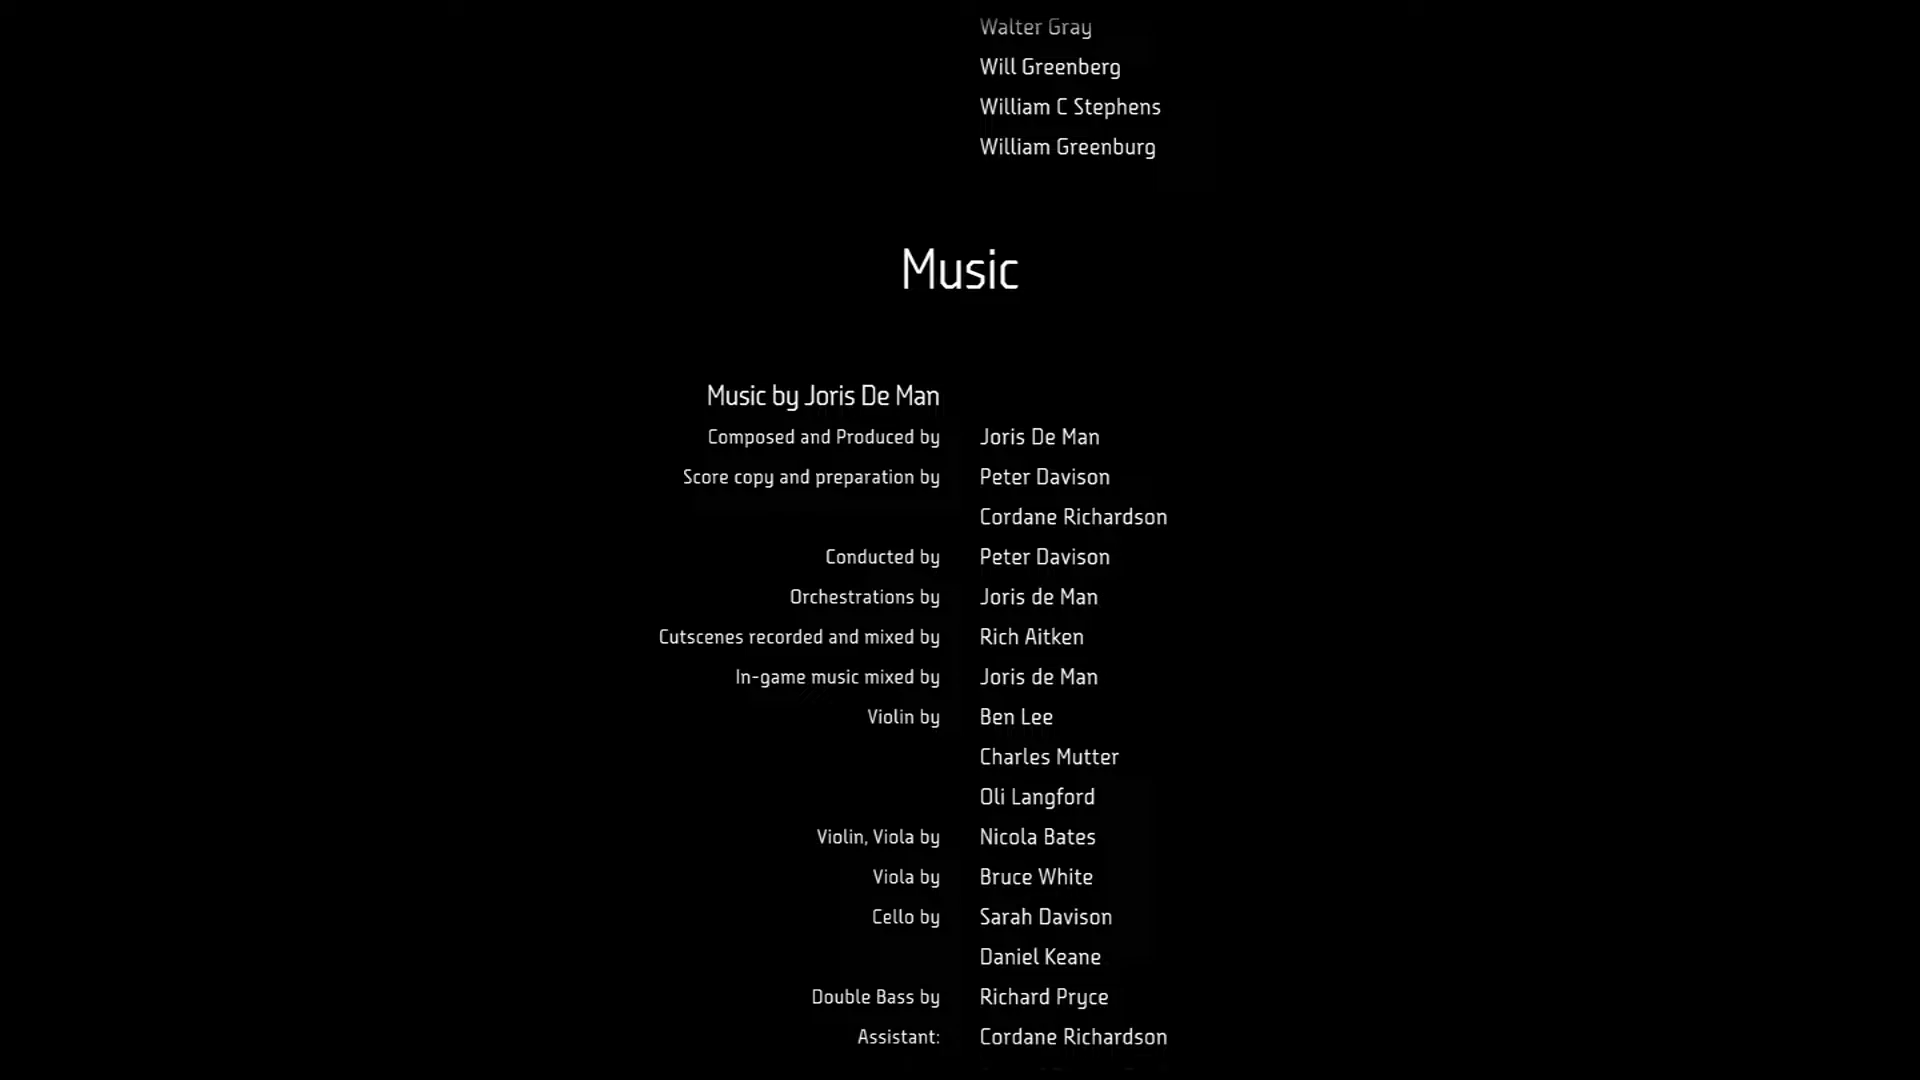 Walter Gray
Will Greenberg
William C Stephens
William Greenburg
Music
Music by Joris De Man
Composed and Produced by Joris De Man
Score copy and preparation by Peter Davison
Cordane Richardson
Conducted by Peter Davison
Orchestrations by Joris de Man
Cutscenes recorded and mixed by Rich Aitken
In-game music mixed by Joris de Man
Violin by Ben Lee
Charles Mutter
Oli Langford
Violin, Viola by Nicola Bates
Viola by Bruce White
Cello by Sarah Davison
Daniel Keane
Double Bass by Richard Pryce
Assistant: Cordane Richardson